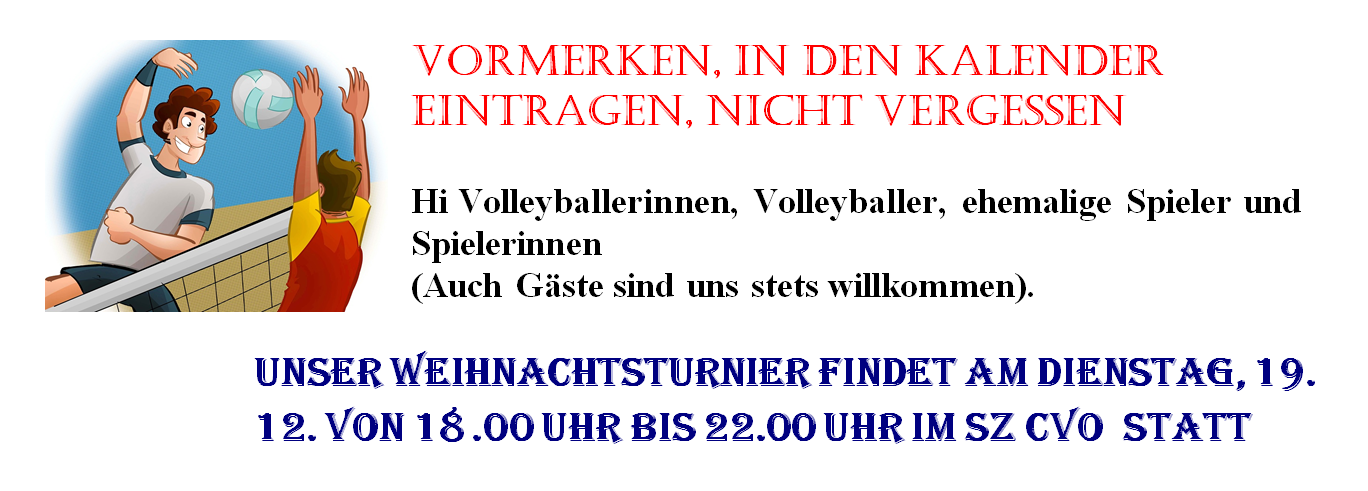 VORMERKEN, IN DEN KALENDER
EINTRAGEN, NICHT VERGESSEN
Hi Volleyballerinnen, Volleyballer, ehemalige Spieler und
Spielerinnen
(Auch Gäste sind uns stets willkommen).
UNSER WEIHNACHTSTURNIER FINDET AM DIENSTAG, 19.
12. VON 18 .00 UHR BIS 22.00 UHR IM SZ CVO STATT